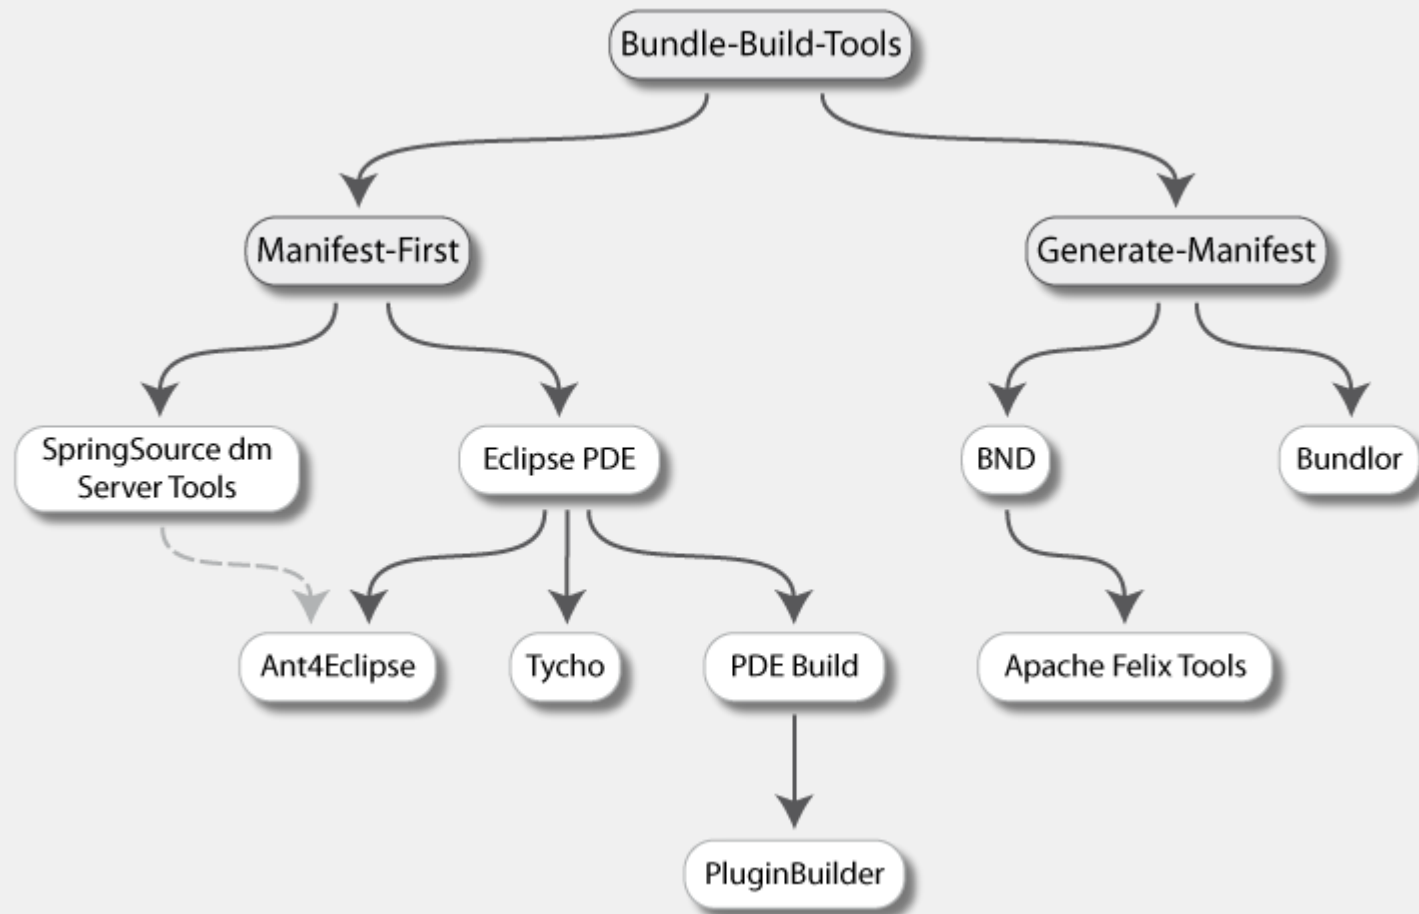 Bundle-Build-Tools
Manifest-First
Generate-Manifest
SpringSource dm
Server Tools
Eclipse PDE
BND
Bundlor
Ant4Eclipse
Tycho
PDE Build
Apache Felix Tools
PluginBuilder